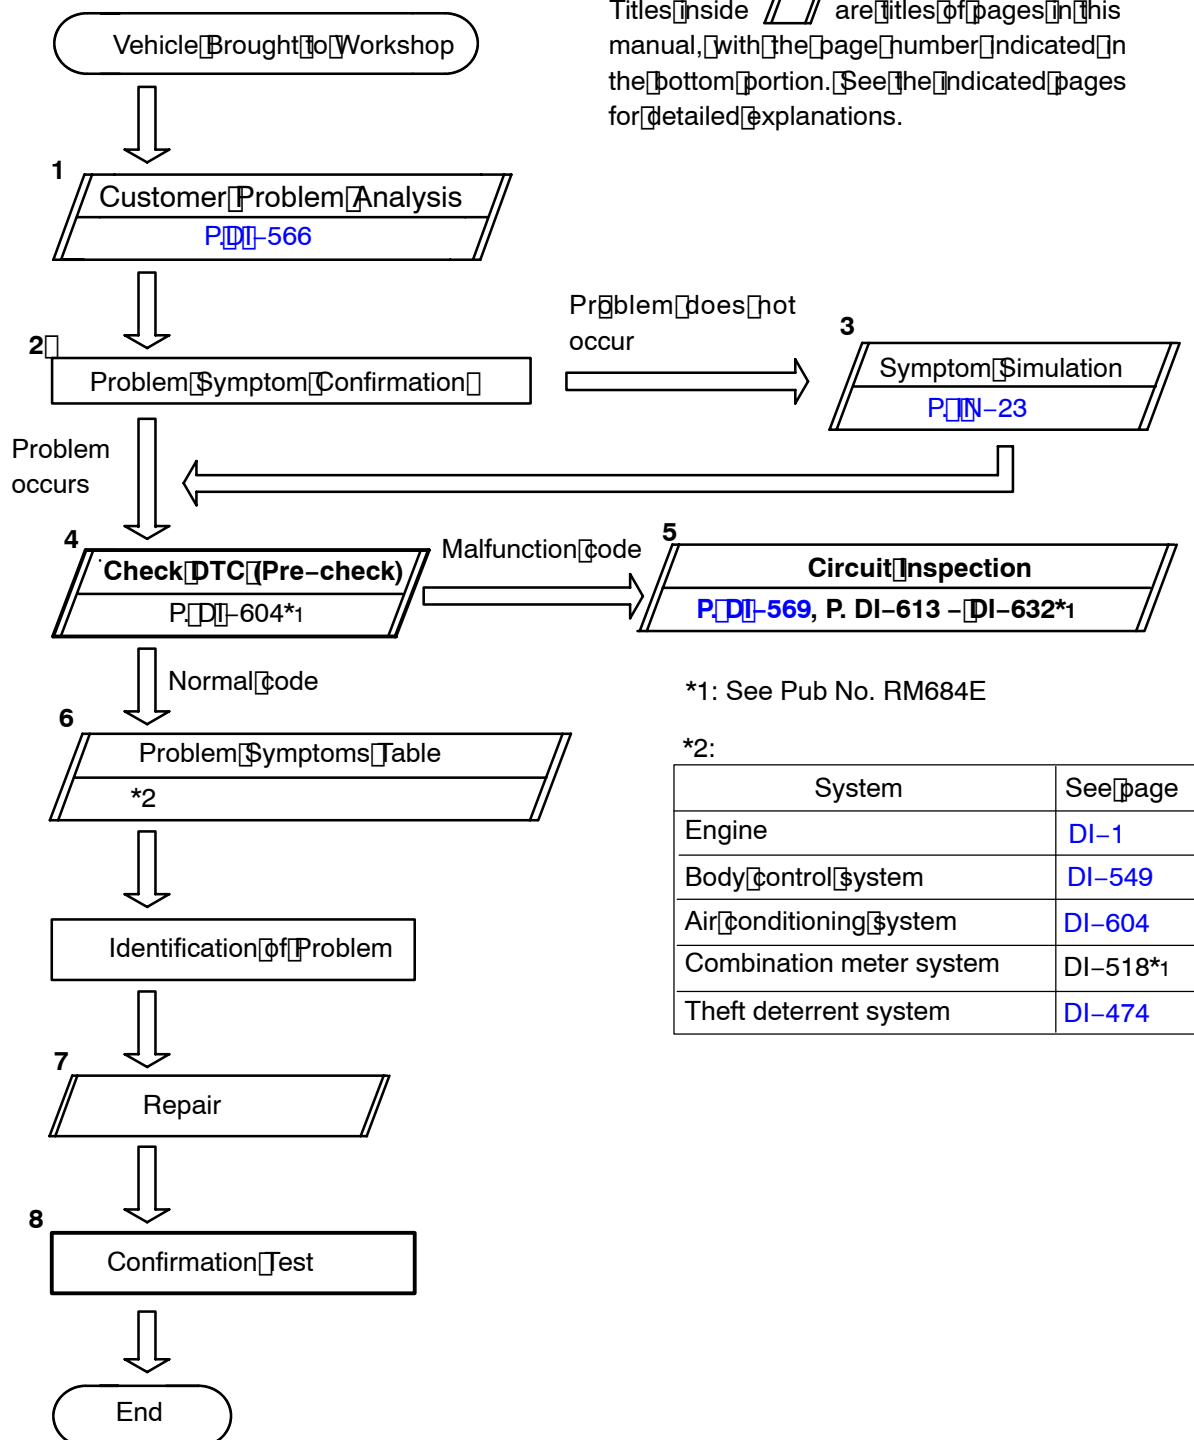 Titles inside are titles of pages in this
manual, with the page number indicated in
the bottom portion. See the indicated pages
for detailed explanations.
Vehicle Brought to Workshop
1
Customer Problem Analysis
P. DI–566
2
Problem Symptom Confirmation
Problem does not
occur
3
Symptom Simulation
P. IN–23
Problem
occurs
4
Check DTC (Pre–check)
P. DI–604*1
Malfunction code
5
Circuit Inspection
P. DI–569, P. DI–613 – DI–632*1
Normal code
*1: See Pub No. RM684E
6
Problem Symptoms Table
*2
*2:
System See page
Engine DI–1
Body control system DI–549
Air conditioning system DI–604
Combination meter system DI–518*1
Theft deterrent system DI–474
Identification of Problem
7
Repair
8
Confirmation Test
End